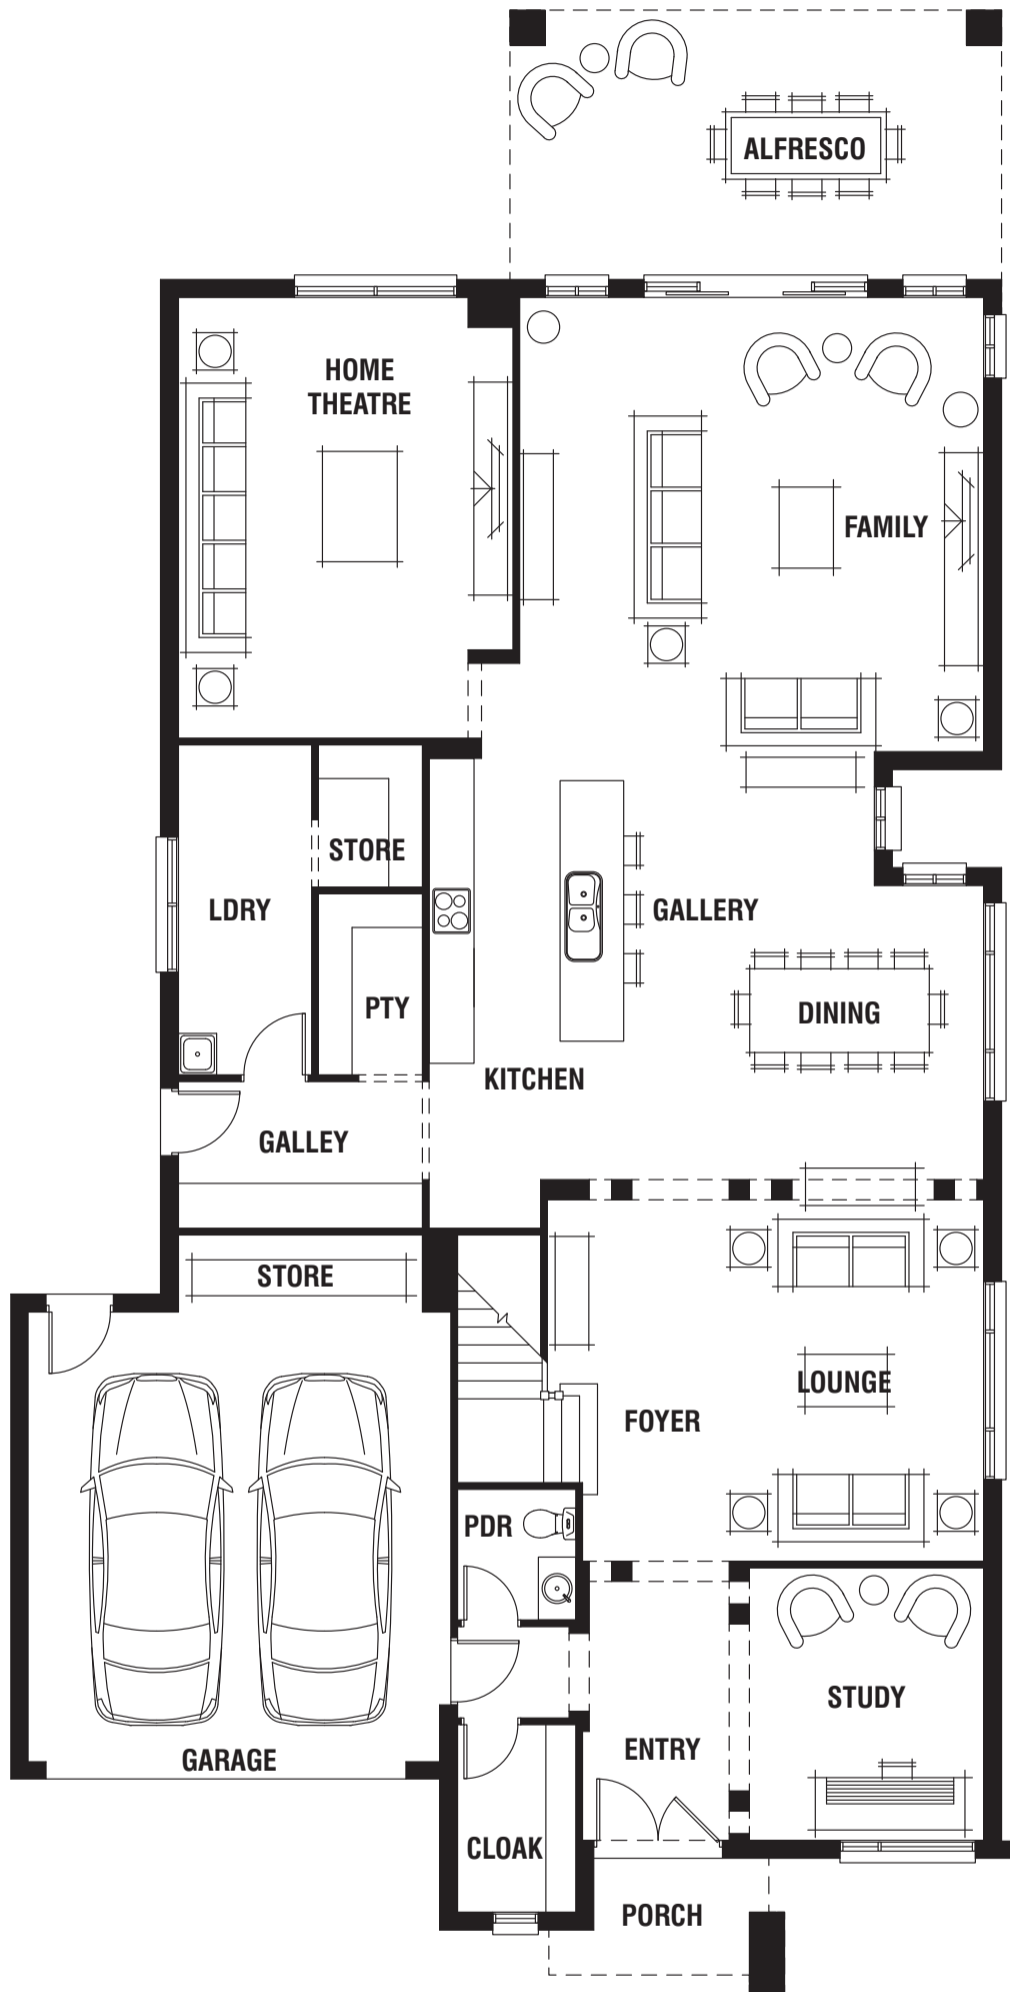 ALFRESCO
HOME
THEATRE
FAMILY
STORE
LDRY
GALLERY
PTY
DINING
KITCHEN
GALLEY
STORE
LOUNGE
FOYER
PDR
STUDY
ENTRY
GARAGE
CLOAK
PORCH